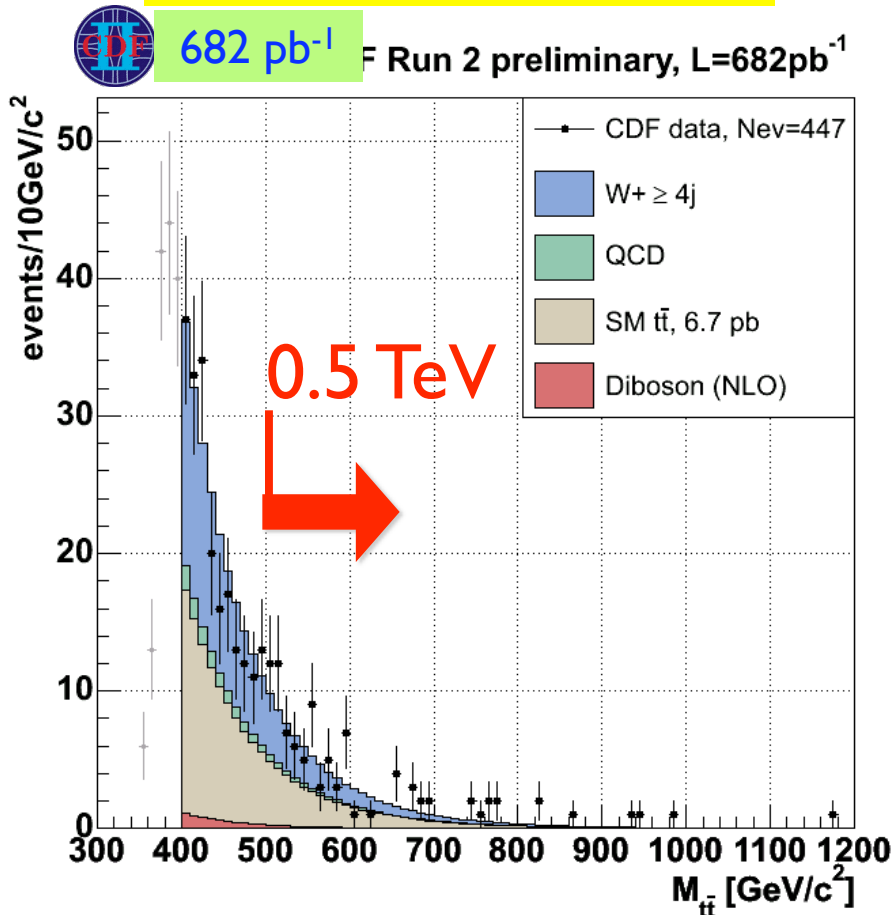 CDF
II
682 pb⁻¹
F Run 2 preliminary, L=682pb⁻¹
events/10GeV/c²
50
40
30
20
10
0
CDF data, Nev=447
W+ ≥ 4j
QCD
SM tt̄, 6.7 pb
Diboson (NLO)
0.5 TeV
300 400 500 600 700 800 900 1000 1100 1200
M_tt̄ [GeV/c²]